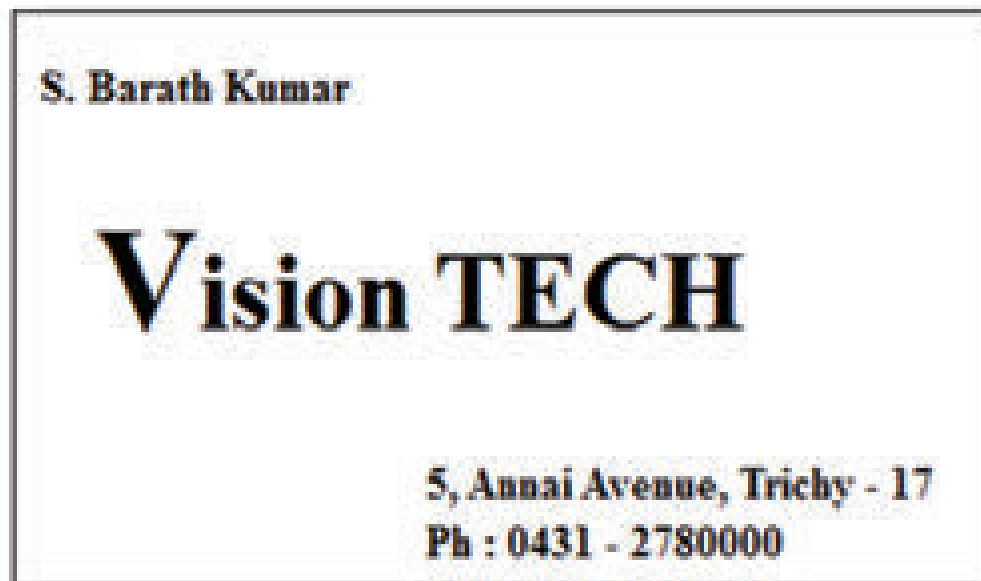 S. Barath Kumar
Vision TECH
5, Annai Avenue, Trichy - 17
Ph : 0431 - 2780000